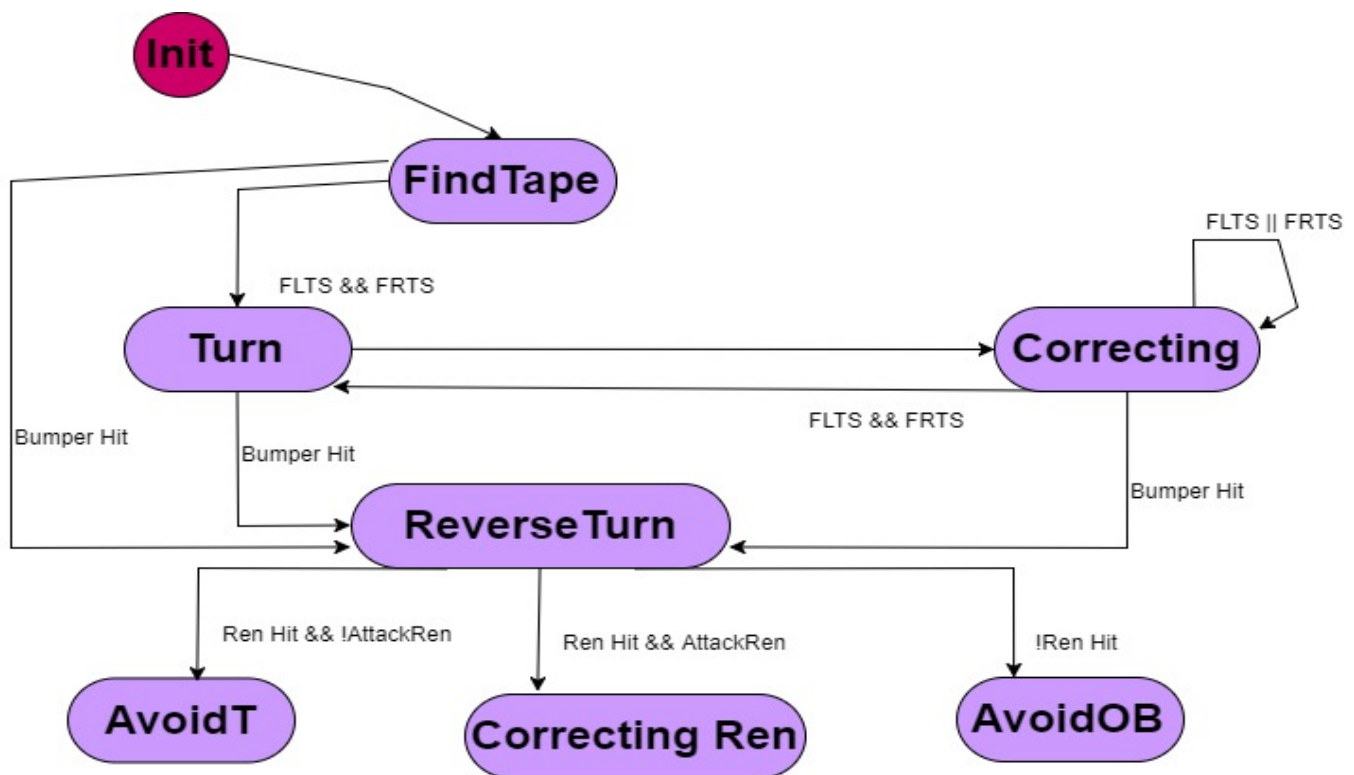 Init
FindTape
FLTS || FRTS
FLTS && FRTS
Turn
Correcting
FLTS && FRTS
Bumper Hit
Bumper Hit
Bumper Hit
ReverseTurn
Ren Hit && !AttackRen
Ren Hit && AttackRen
!Ren Hit
AvoidT
Correcting Ren
AvoidOB